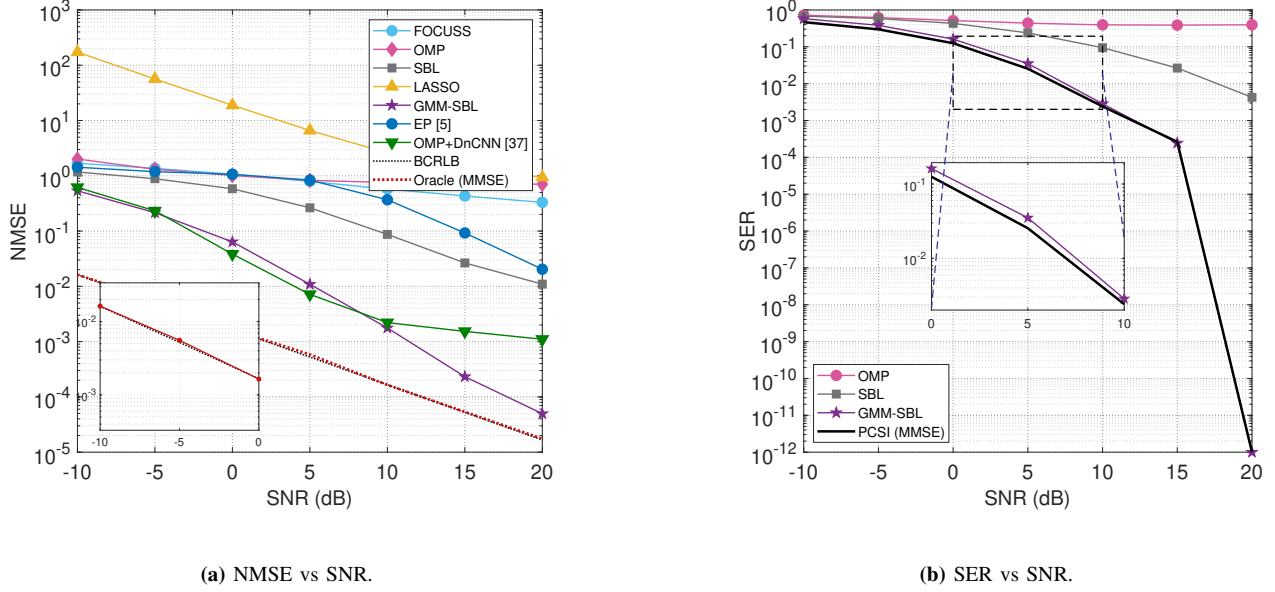 10^3
10^2
10^1
10^0
10^-1
10^-2
10^-3
10^-4
10^-5
NMSE
-10
-5
0
5
10
15
20
SNR (dB)
FOCUSS
OMP
SBL
LASSO
GMM-SBL
EP [5]
OMP+DnCNN [37]
BCRLB
Oracle (MMSE)
10^-2
10^-3
-10
-5
0
(a) NMSE vs SNR.
10^0
10^-1
10^-2
10^-3
10^-4
10^-5
10^-6
10^-7
10^-8
10^-9
10^-10
10^-11
10^-12
SER
-10
-5
0
5
10
15
20
SNR (dB)
10^-1
10^-2
0
5
10
OMP
SBL
GMM-SBL
PCSI (MMSE)
(b) SER vs SNR.